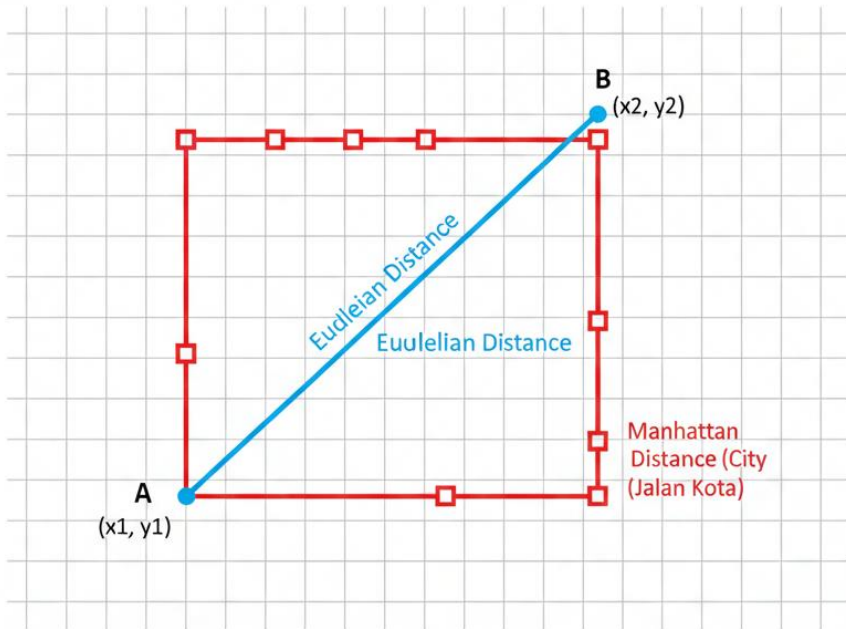 B
(x2, y2)
Eudleian Distance
Euulelian Distance
Manhattan
Distance (City
(Jalan Kota)
A
(x1, y1)